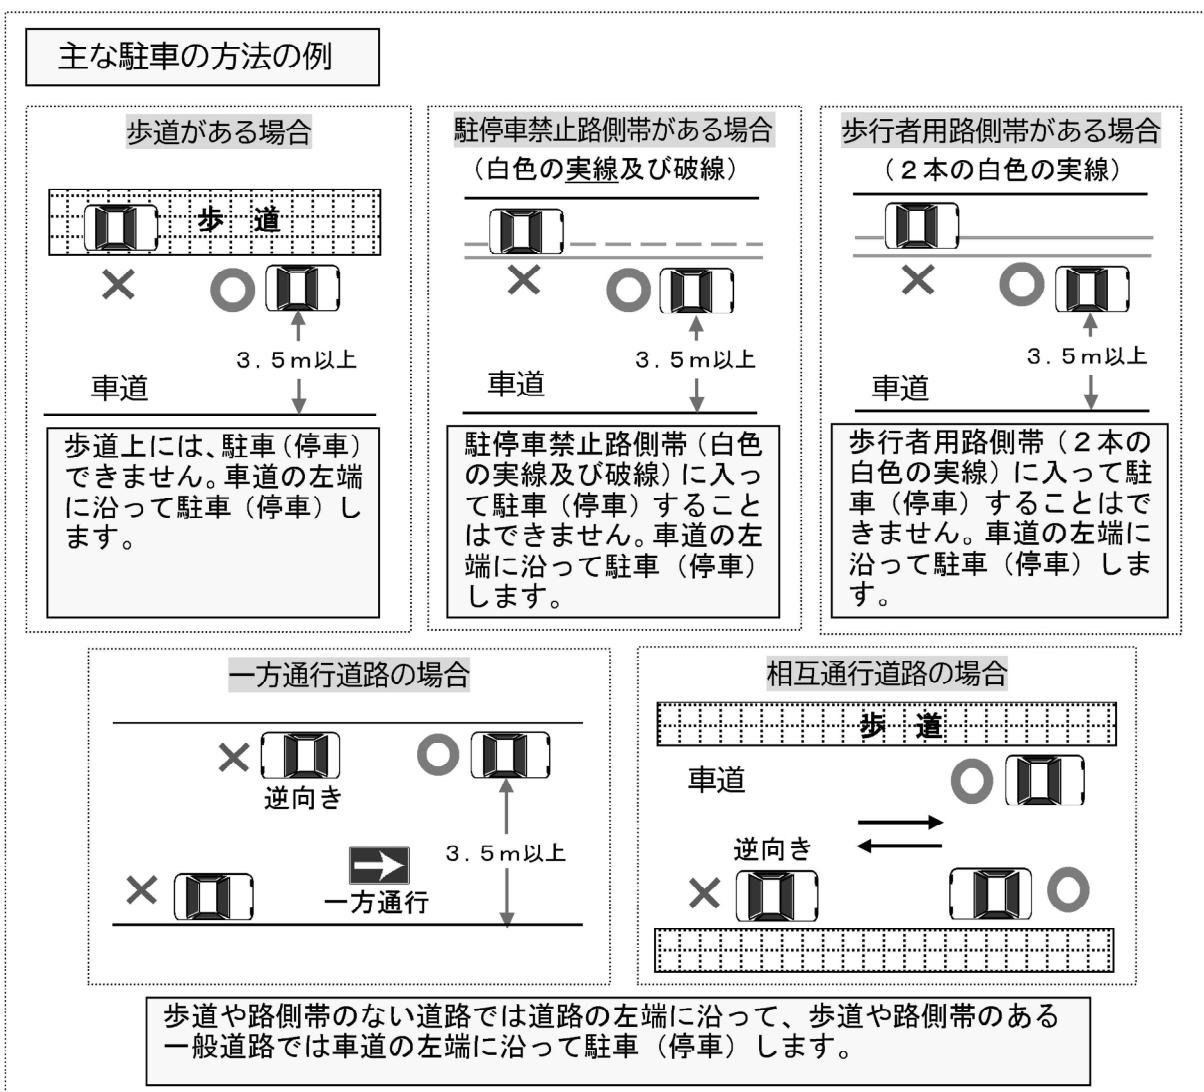 主な駐車の方法の例
歩道がある場合
歩道
3.5m以上
車道
歩道上には、駐車(停車)
できません。車道の左端
に沿って駐車(停車)し
ます。
駐停車禁止路側帯がある場合
(白色の実線及び破線)
3.5m以上
車道
駐停車禁止路側帯(白色
の実線及び破線)に入っ
て駐車(停車)すること
はできません。車道の左
端に沿って駐車(停車)
します。
歩行者用路側帯がある場合
(2本の白色の実線)
3.5m以上
車道
歩行者用路側帯(2本の
白色の実線)に入って駐
車(停車)することはで
きません。車道の左端に
沿って駐車(停車)しま
す。
一方通行道路の場合
逆向き
3.5m以上
一方通行
相互通行道路の場合
歩道
車道
逆向き
歩道や路側帯のない道路では道路の左端に沿って、歩道や路側帯のある
一般道路では車道の左端に沿って駐車(停車)します。